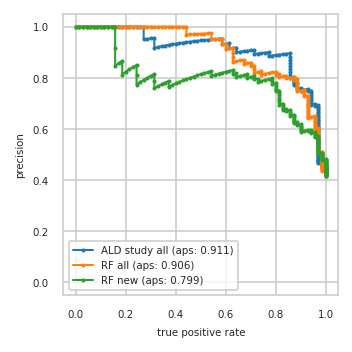 1.0
0.8
0.6
0.4
0.2
0.0
precision
ALD study all (aps: 0.911)
RF all (aps: 0.906)
RF new (aps: 0.799)
0.0 0.2 0.4 0.6 0.8 1.0
true positive rate